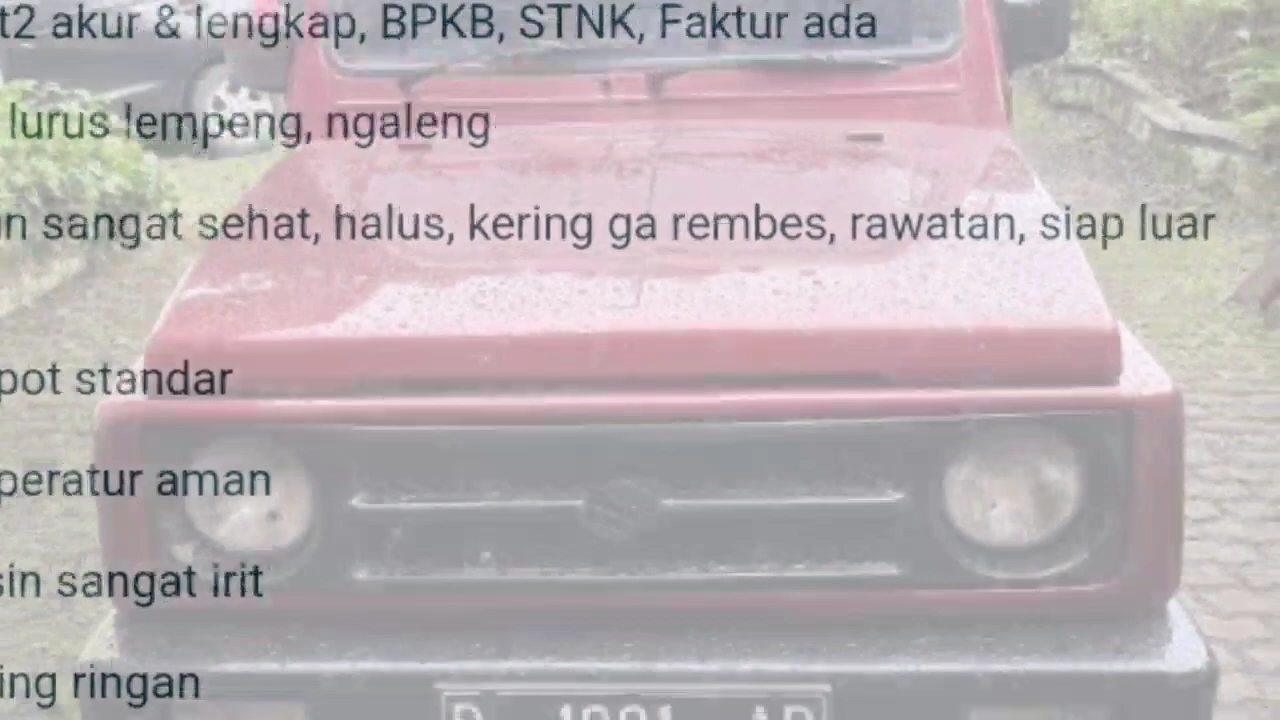 t2 akur & lengkap, BPKB, STNK, Faktur ada
lurus lempeng, ngaleng
n sangat sehat, halus, kering ga rembes, rawatan, siap luar
pot standar
peratur aman
sin sangat irit
ing ringan